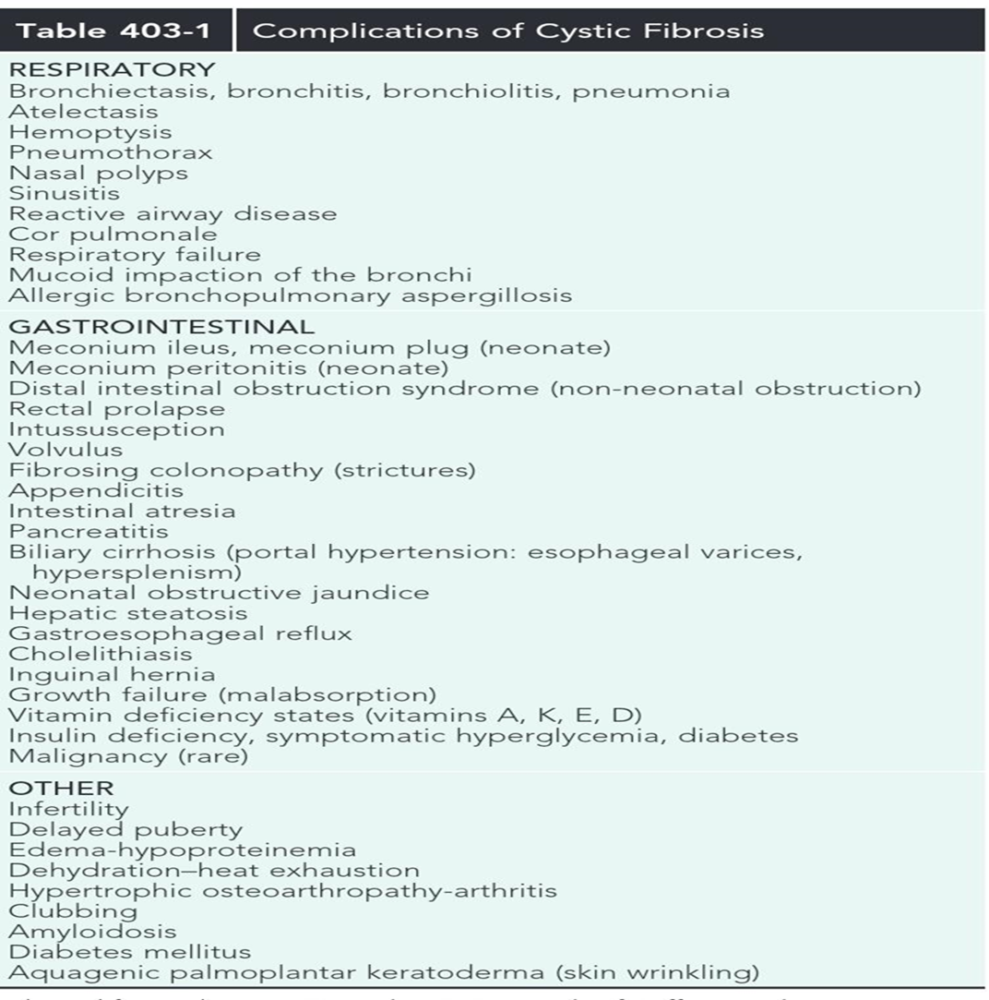 Table 403-1 Complications of Cystic Fibrosis
RESPIRATORY
Bronchiectasis, bronchitis, bronchiolitis, pneumonia
Atelectasis
Hemoptysis
Pneumothorax
Nasal polyps
Sinusitis
Reactive airway disease
Cor pulmonale
Respiratory failure
Mucoid impaction of the bronchi
Allergic bronchopulmonary aspergillosis
GASTROINTESTINAL
Meconium ileus, meconium plug (neonate)
Meconium peritonitis (neonate)
Distal intestinal obstruction syndrome (non-neonatal obstruction)
Rectal prolapse
Intussusception
Volvulus
Fibrosing colonopathy (strictures)
Appendicitis
Intestinal atresia
Pancreatitis
Biliary cirrhosis (portal hypertension: esophageal varices,
hypersplenism)
Neonatal obstructive jaundice
Hepatic steatosis
Gastroesophageal reflux
Cholelithiasis
Inguinal hernia
Growth failure (malabsorption)
Vitamin deficiency states (vitamins A, K, E, D)
Insulin deficiency, symptomatic hyperglycemia, diabetes
Malignancy (rare)
OTHER
Infertility
Delayed puberty
Edema-hypoproteinemia
Dehydration–heat exhaustion
Hypertrophic osteoarthropathy-arthritis
Clubbing
Amyloidosis
Diabetes mellitus
Aquagenic palmoplantar keratoderma (skin wrinkling)